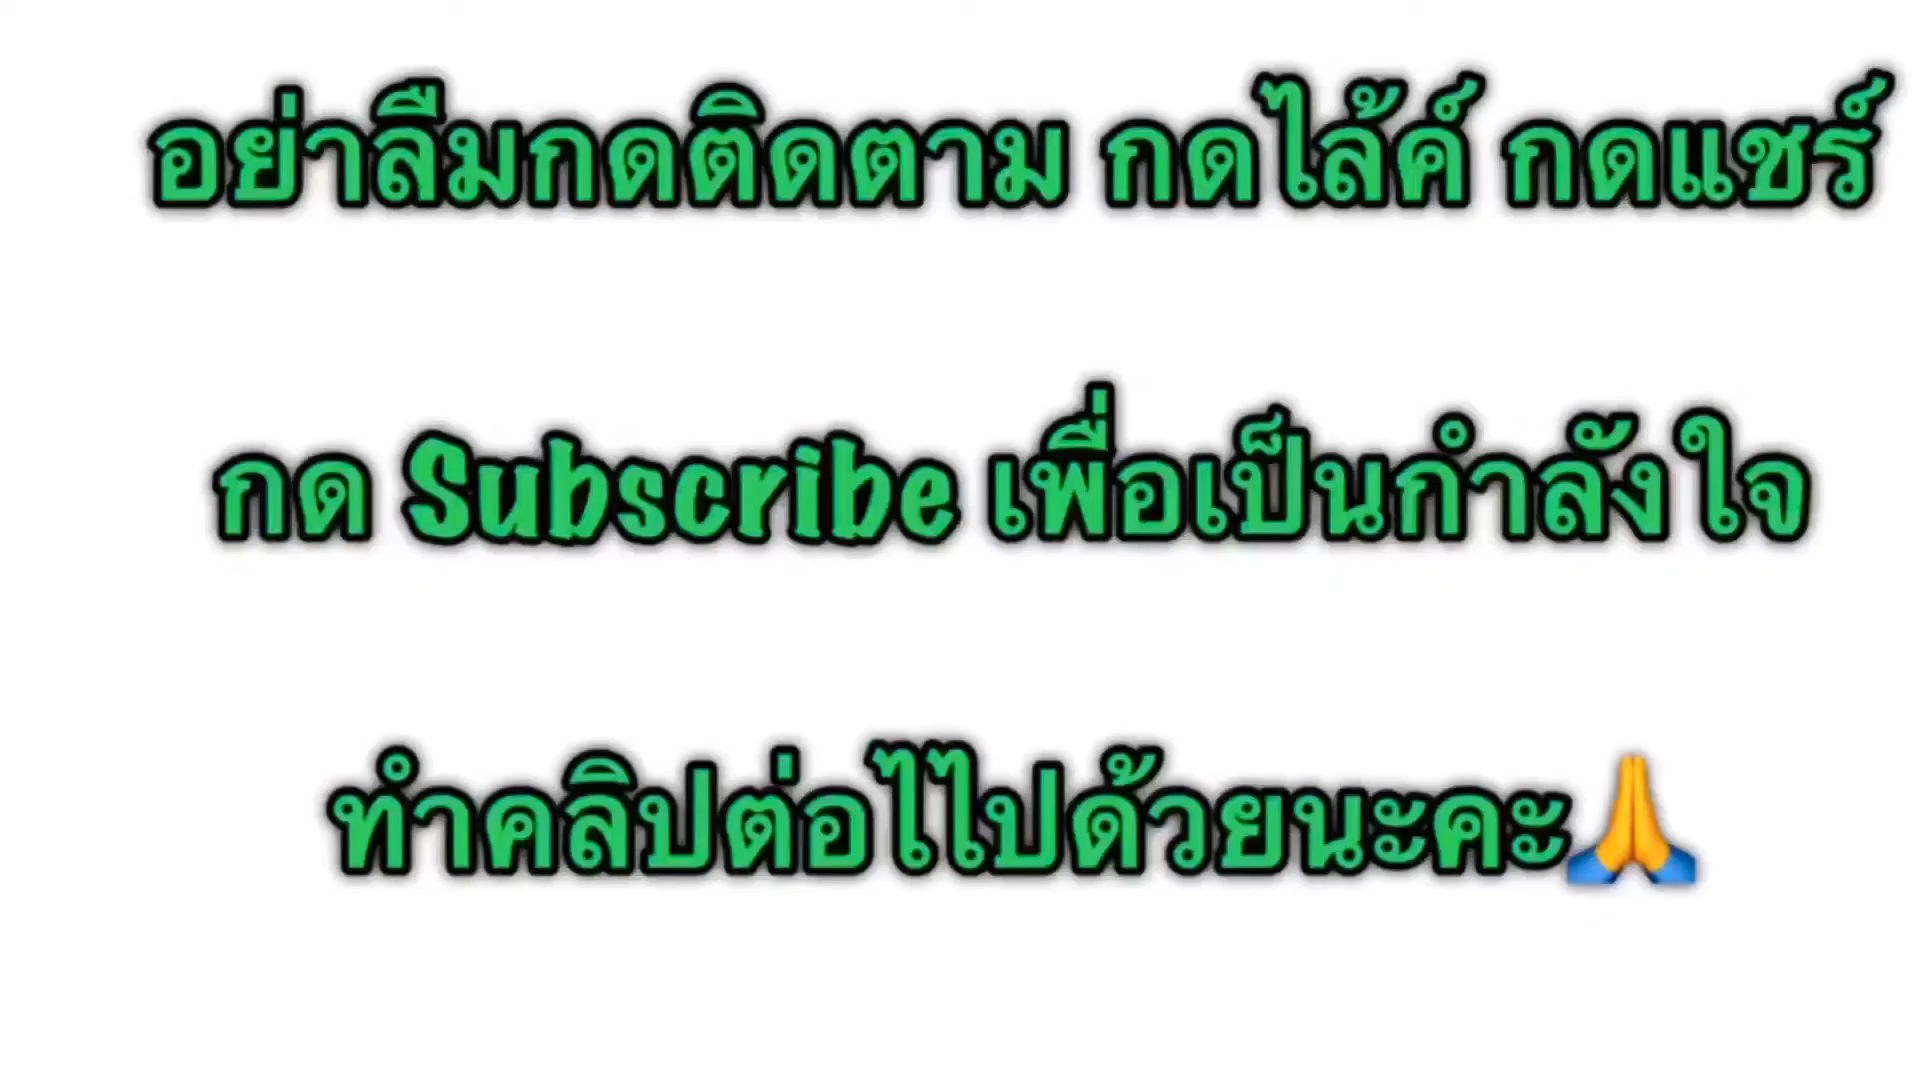 อย่าลืมกดติดตาม กดไล้ค์ กดแชร์
กด Subscribe เพื่อเป็นกำลังใจ
ทำคลิปต่อไไปด้วยนะคะ🙏